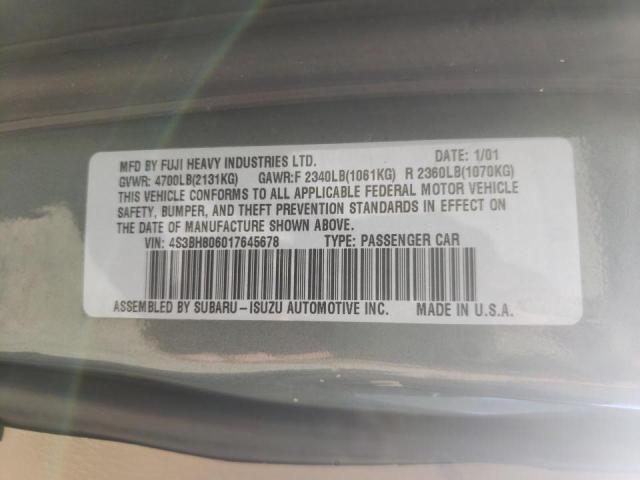 MFD BY FUJI HEAVY INDUSTRIES LTD. DATE: 1/01
GVWR: 4700LB(2131KG) GAWR:F 2340LB(1061KG) R 2360LB(1070KG)
THIS VEHICLE CONFORMS TO ALL APPLICABLE FEDERAL MOTOR VEHICLE
SAFETY, BUMPER, AND THEFT PREVENTION STANDARDS IN EFFECT ON
THE DATE OF MANUFACTURE SHOWN ABOVE.
VIN: 4S3BH806017645678 TYPE: PASSENGER CAR
ASSEMBLED BY SUBARU-ISUZU AUTOMOTIVE INC. MADE IN U.S.A.